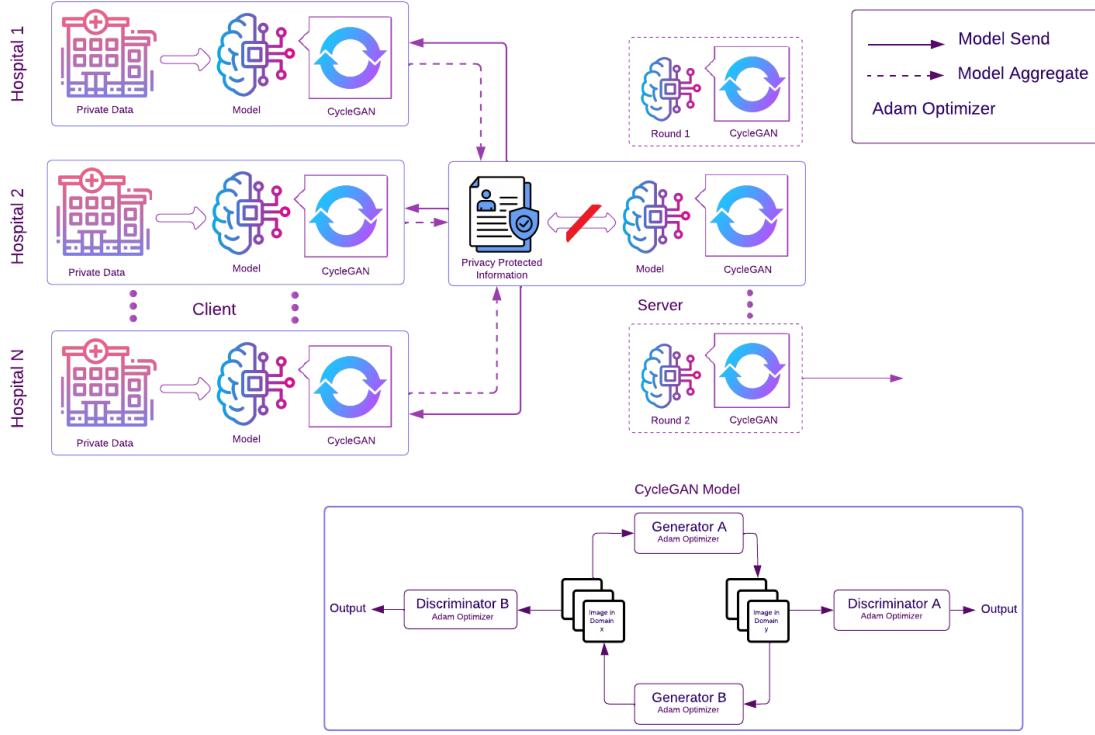 Hospital 1
Private Data
Model
CycleGAN
Round 1
CycleGAN
Model Send
Model Aggregate
Adam Optimizer
Hospital 2
Private Data
Model
CycleGAN
Privacy Protected
Information
Model
CycleGAN
Client
Server
Hospital N
Private Data
Model
CycleGAN
Round 2
CycleGAN
CycleGAN Model
Generator A
Adam Optimizer
Output
Discriminator B
Adam Optimizer
Image in
Domain
x
Image in
Domain
y
Discriminator A
Adam Optimizer
Output
Generator B
Adam Optimizer